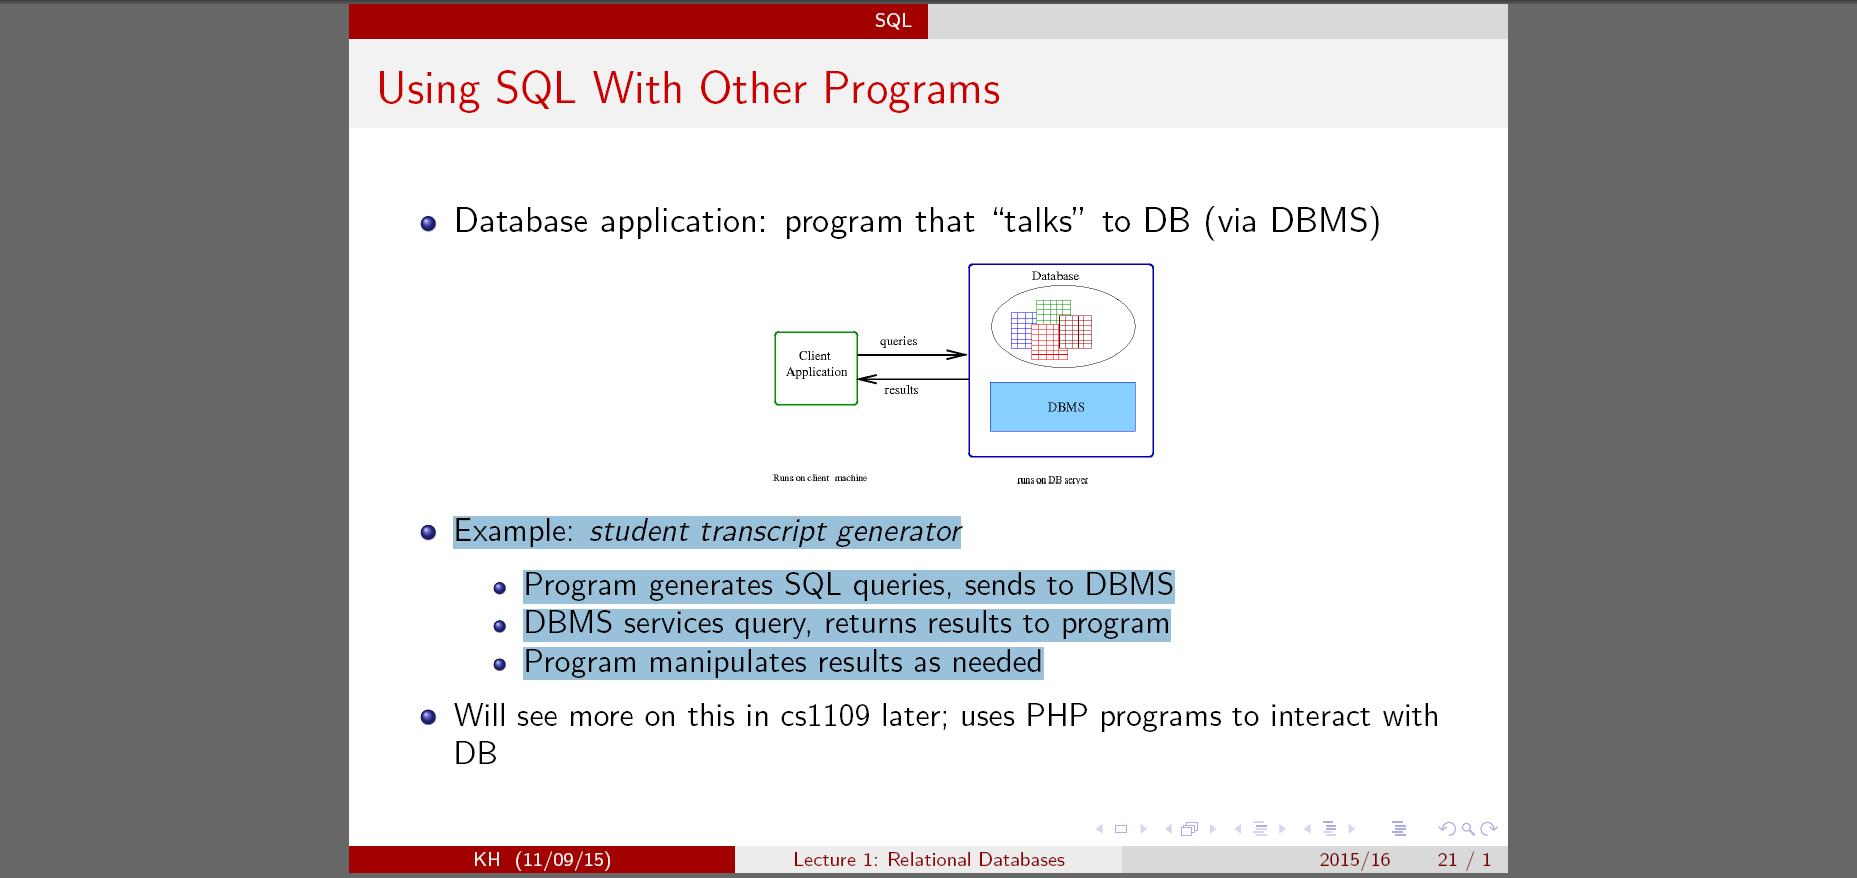 SQL
Using SQL With Other Programs
Database application: program that “talks” to DB (via DBMS)
Database
queries
Client
Application
results
DBMS
Runs on client machine
runs on DB server
Example: student transcript generator
Program generates SQL queries, sends to DBMS
DBMS services query, returns results to program
Program manipulates results as needed
Will see more on this in cs1109 later; uses PHP programs to interact with
DB
KH (11/09/15) Lecture 1: Relational Databases 2015/16 21 / 1